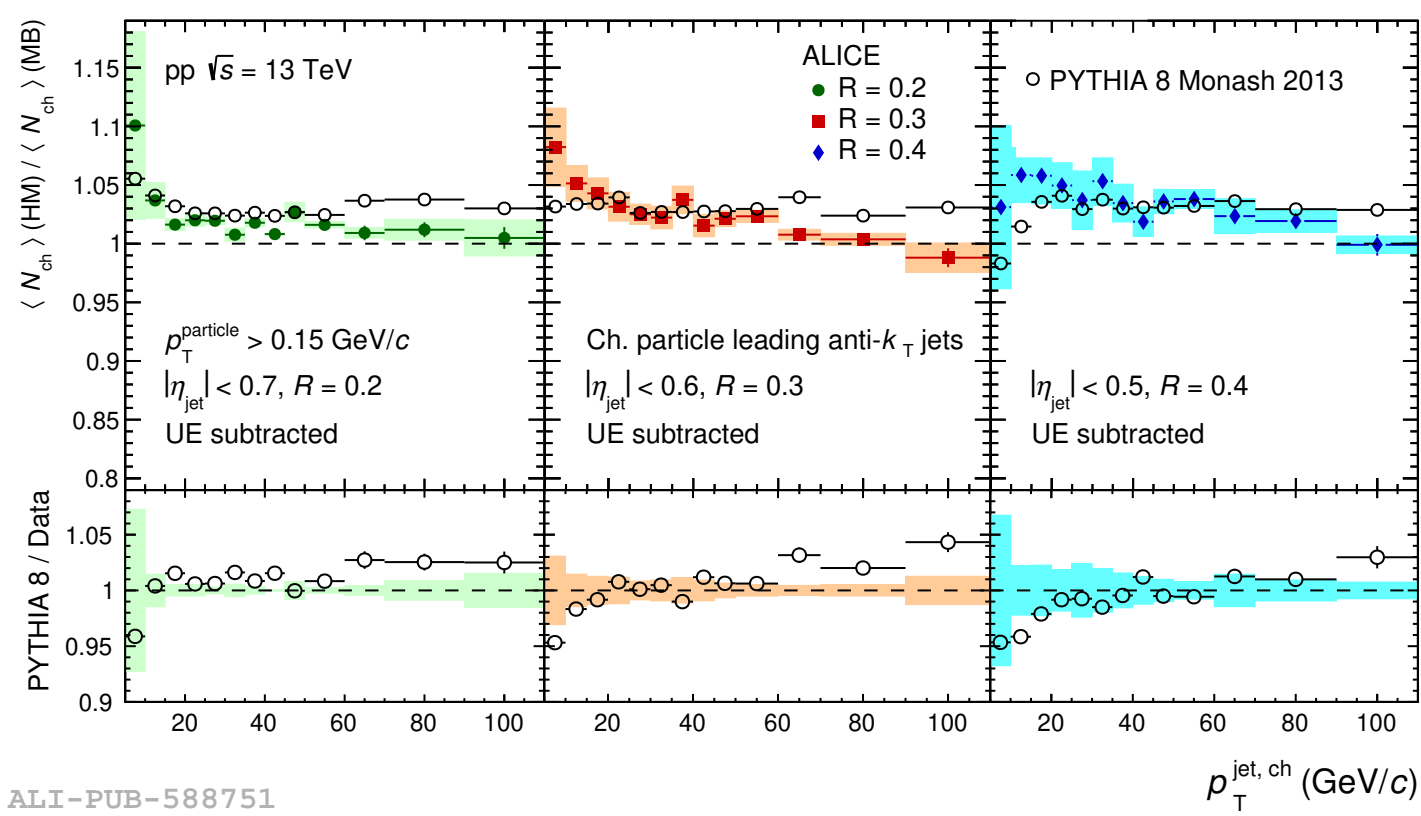 ⟨ N_ch ⟩ (HM) / ⟨ N_ch ⟩ (MB)
1.15
1.1
1.05
1
0.95
0.9
0.85
0.8
pp √s = 13 TeV
p_T^particle > 0.15 GeV/c
|η_jet| < 0.7, R = 0.2
UE subtracted
ALICE
R = 0.2
R = 0.3
R = 0.4
Ch. particle leading anti-k_T jets
|η_jet| < 0.6, R = 0.3
UE subtracted
PYTHIA 8 Monash 2013
|η_jet| < 0.5, R = 0.4
UE subtracted
PYTHIA 8 / Data
1.05
1
0.95
0.9
20 40 60 80 100 20 40 60 80 100 20 40 60 80 100
p_T^jet, ch (GeV/c)
ALI-PUB-588751